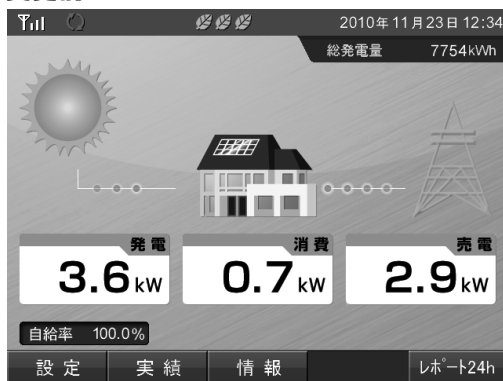 2010年11月23日 12:34
総発電量 7754kWh
発電
3.6kW
消費
0.7kW
売電
2.9kW
自給率 100.0%
設定 実績 情報 レポート24h